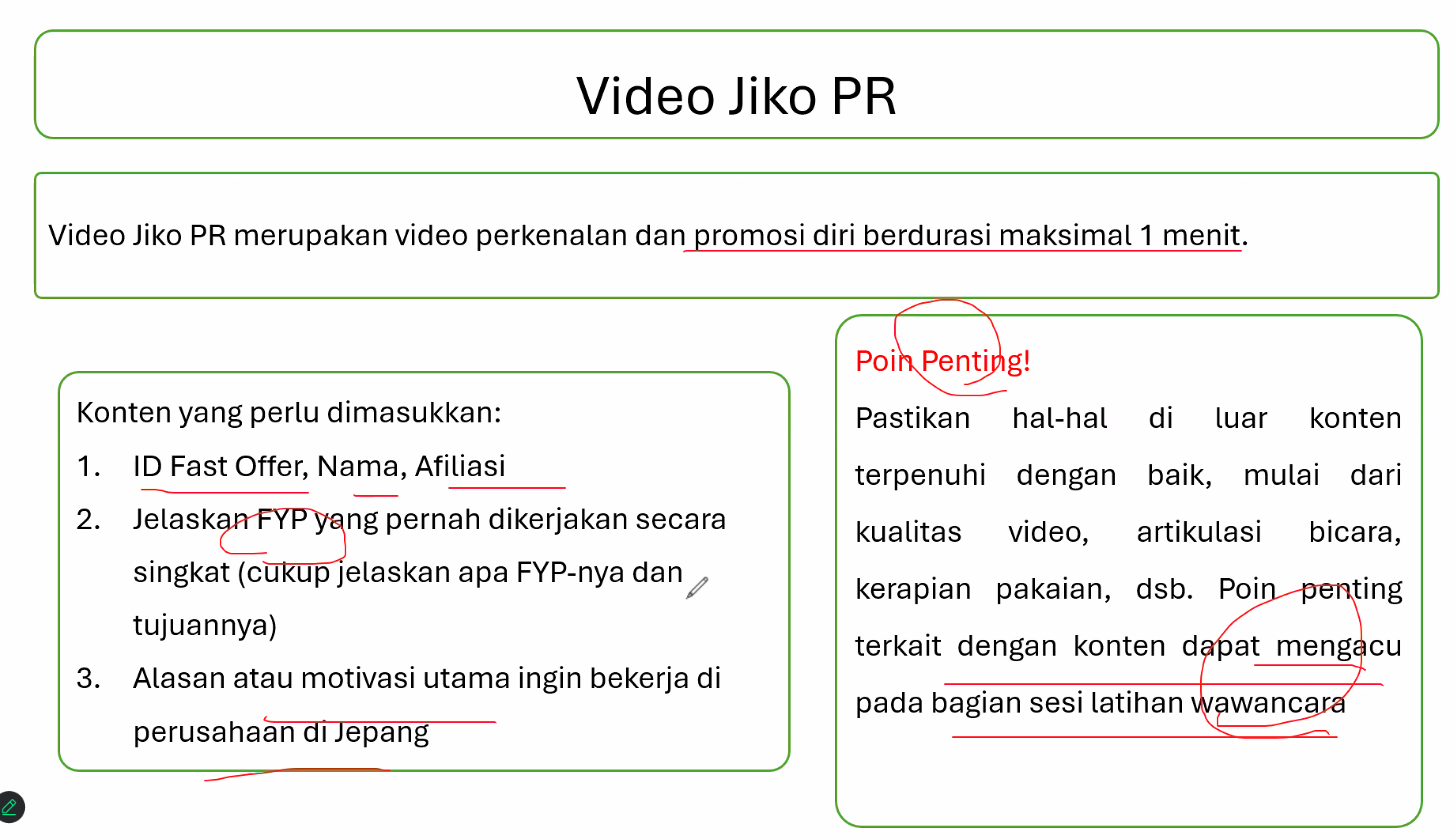 Video Jiko PR
Video Jiko PR merupakan video perkenalan dan promosi diri berdurasi maksimal 1 menit.
Konten yang perlu dimasukkan:
1. ID Fast Offer, Nama, Afiliasi
2. Jelaskan FYP yang pernah dikerjakan secara
singkat (cukup jelaskan apa FYP-nya dan
tujuannya)
3. Alasan atau motivasi utama ingin bekerja di
perusahaan di Jepang
Poin Penting!
Pastikan hal-hal di luar konten
terpenuhi dengan baik, mulai dari
kualitas video, artikulasi bicara,
kerapian pakaian, dsb. Poin penting
terkait dengan konten dapat mengacu
pada bagian sesi latihan wawancara